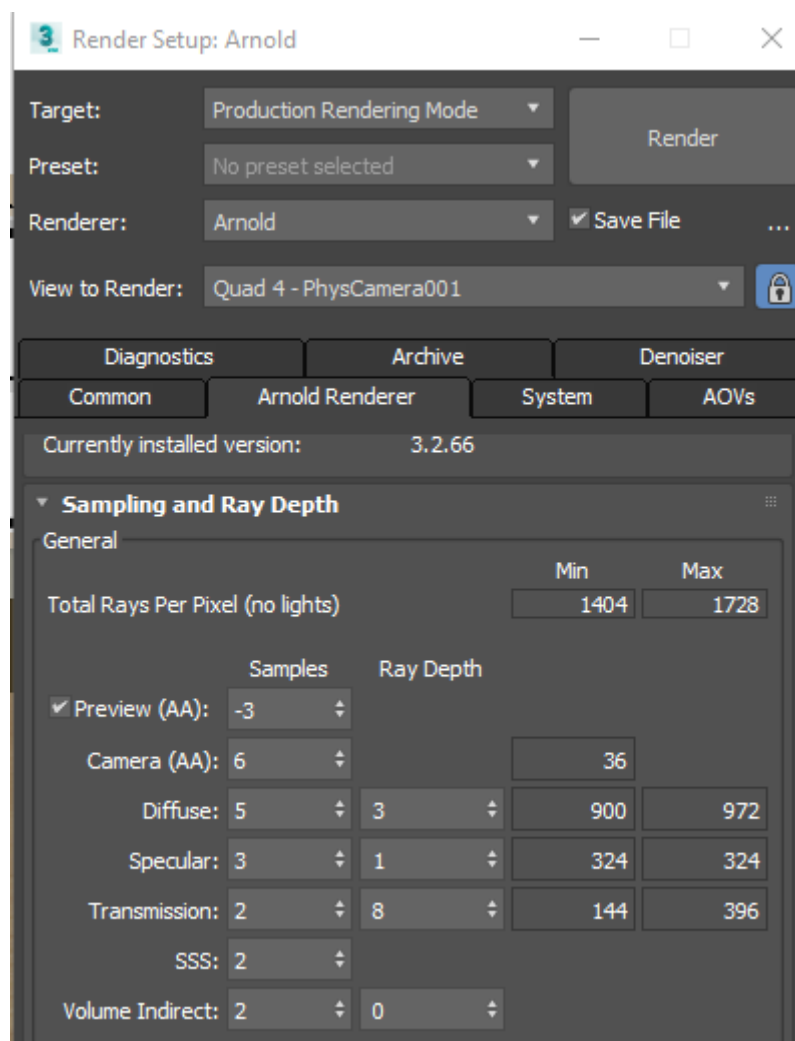 3 Render Setup: Arnold
Target: Production Rendering Mode
Render
Preset: No preset selected
Renderer: Arnold Save File ...
View to Render: Quad 4 - PhysCamera001
Diagnostics Archive Denoiser
Common Arnold Renderer System AOVs
Currently installed version: 3.2.66
Sampling and Ray Depth
General
Min Max
Total Rays Per Pixel (no lights) 1404 1728
Samples Ray Depth
Preview (AA): -3
Camera (AA): 6 36
Diffuse: 5 3 900 972
Specular: 3 1 324 324
Transmission: 2 8 144 396
SSS: 2
Volume Indirect: 2 0